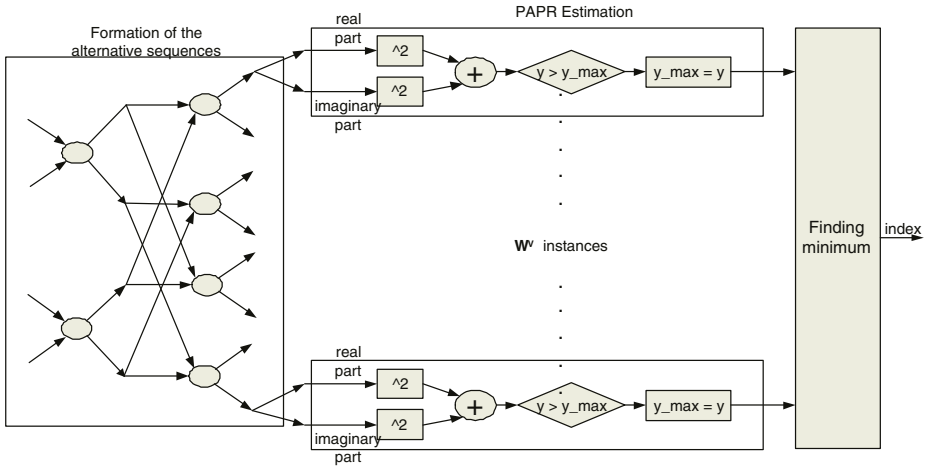 PAPR Estimation
Formation of the
alternative sequences
real
part
^2
^2
+
y > y_max
y_max = y
imaginary
part
W^v instances
Finding
minimum
index
real
part
^2
^2
+
y > y_max
y_max = y
imaginary
part